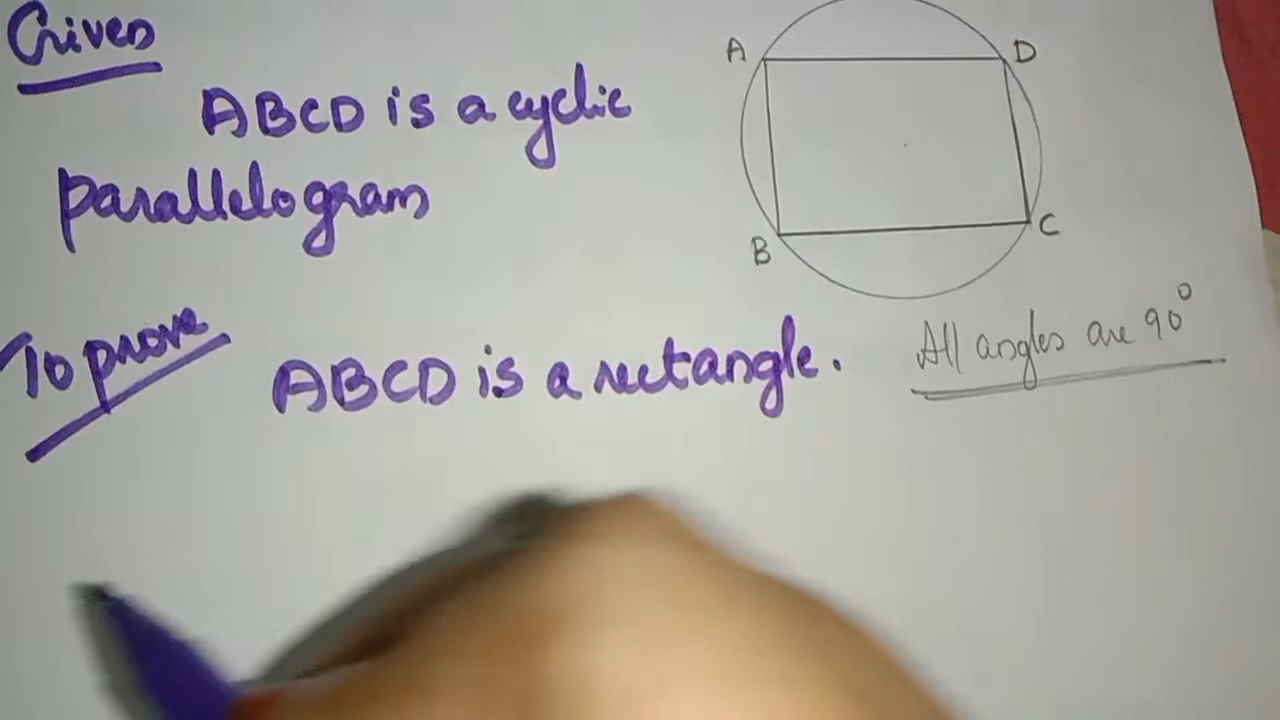 Given
ABCD is a cyclic
parallelogram
A
D
B
C
To prove
ABCD is a rectangle.
All angles are 90°